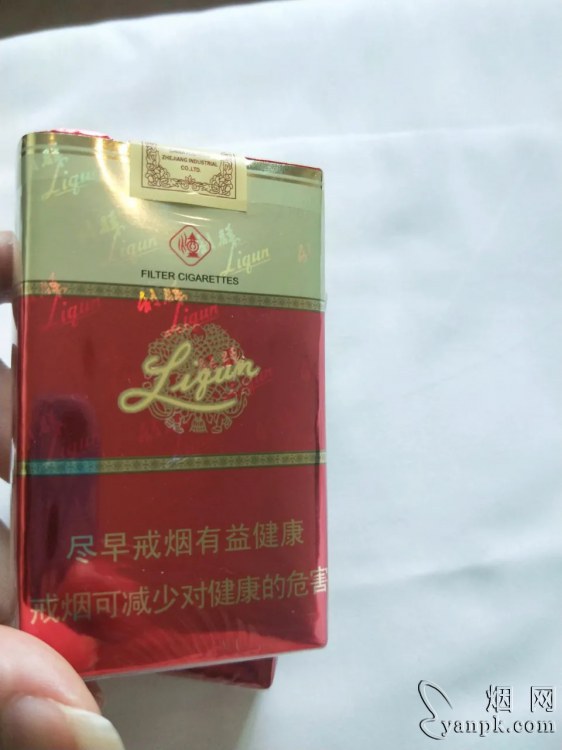 ZHEJIANG INDUSTRIAL
CO.LTD.
FILTER CIGARETTES
Liqun
尽早戒烟有益健康
戒烟可减少对健康的危害
烟网
yanpk.com